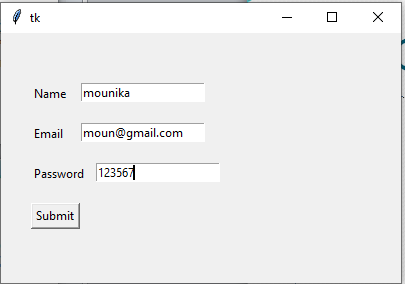 tk
Name mounika
Email moun@gmail.com
Password 123567
Submit